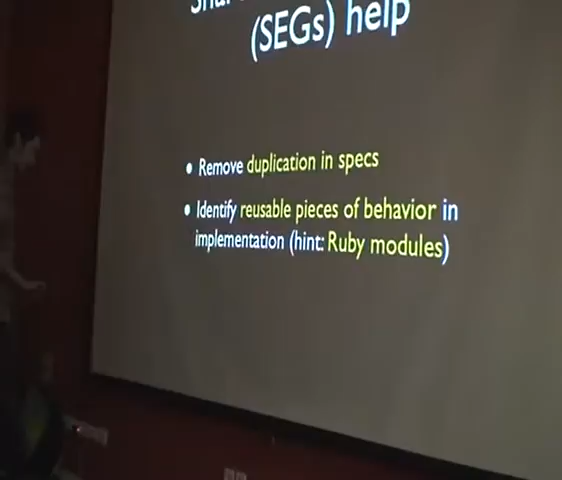 (SEGs) help
• Remove duplication in specs
• Identify reusable pieces of behavior in
implementation (hint: Ruby modules)